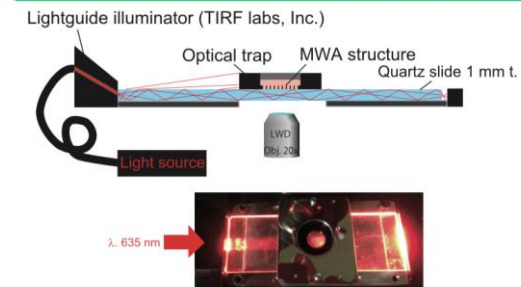 Lightguide illuminator (TIRF labs, Inc.)
Optical trap
MWA structure
Quartz slide 1 mm t.
LWD
Obj. 20x
Light source
λ. 635 nm